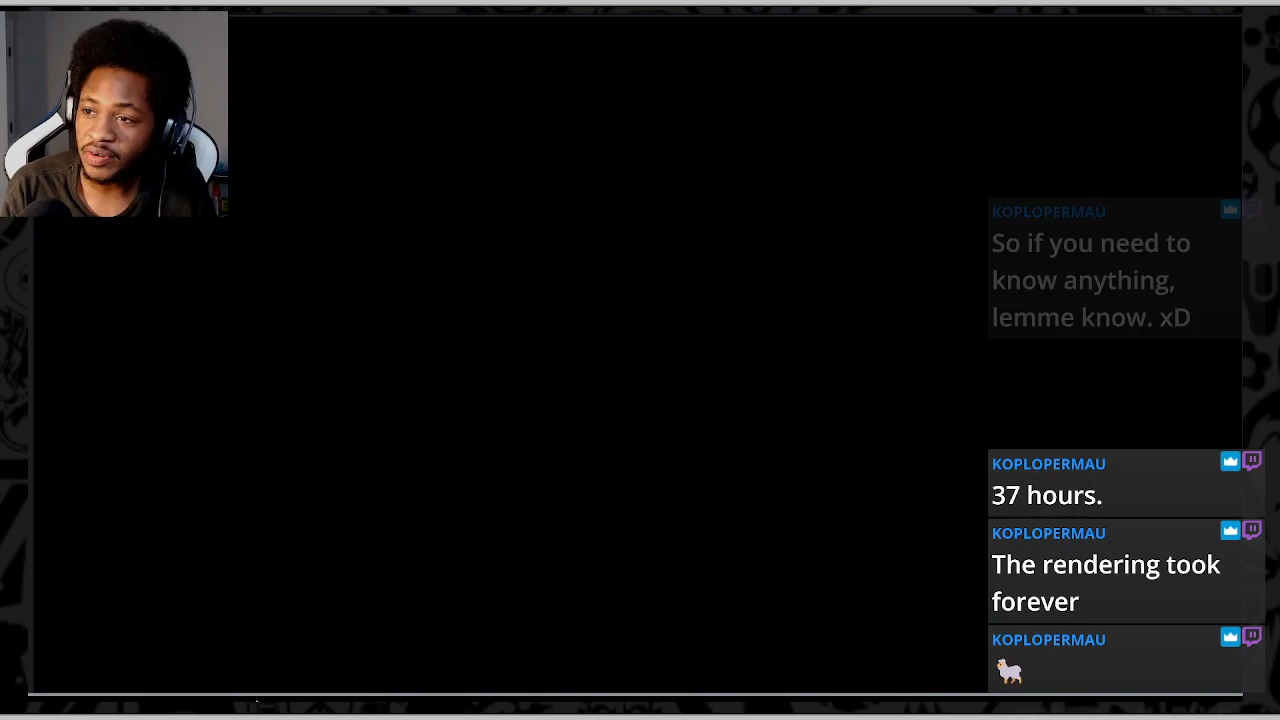 KOPLOPERMAU
So if you need to
know anything,
lemme know. xD
KOPLOPERMAU
37 hours.
KOPLOPERMAU
The rendering took
forever
KOPLOPERMAU